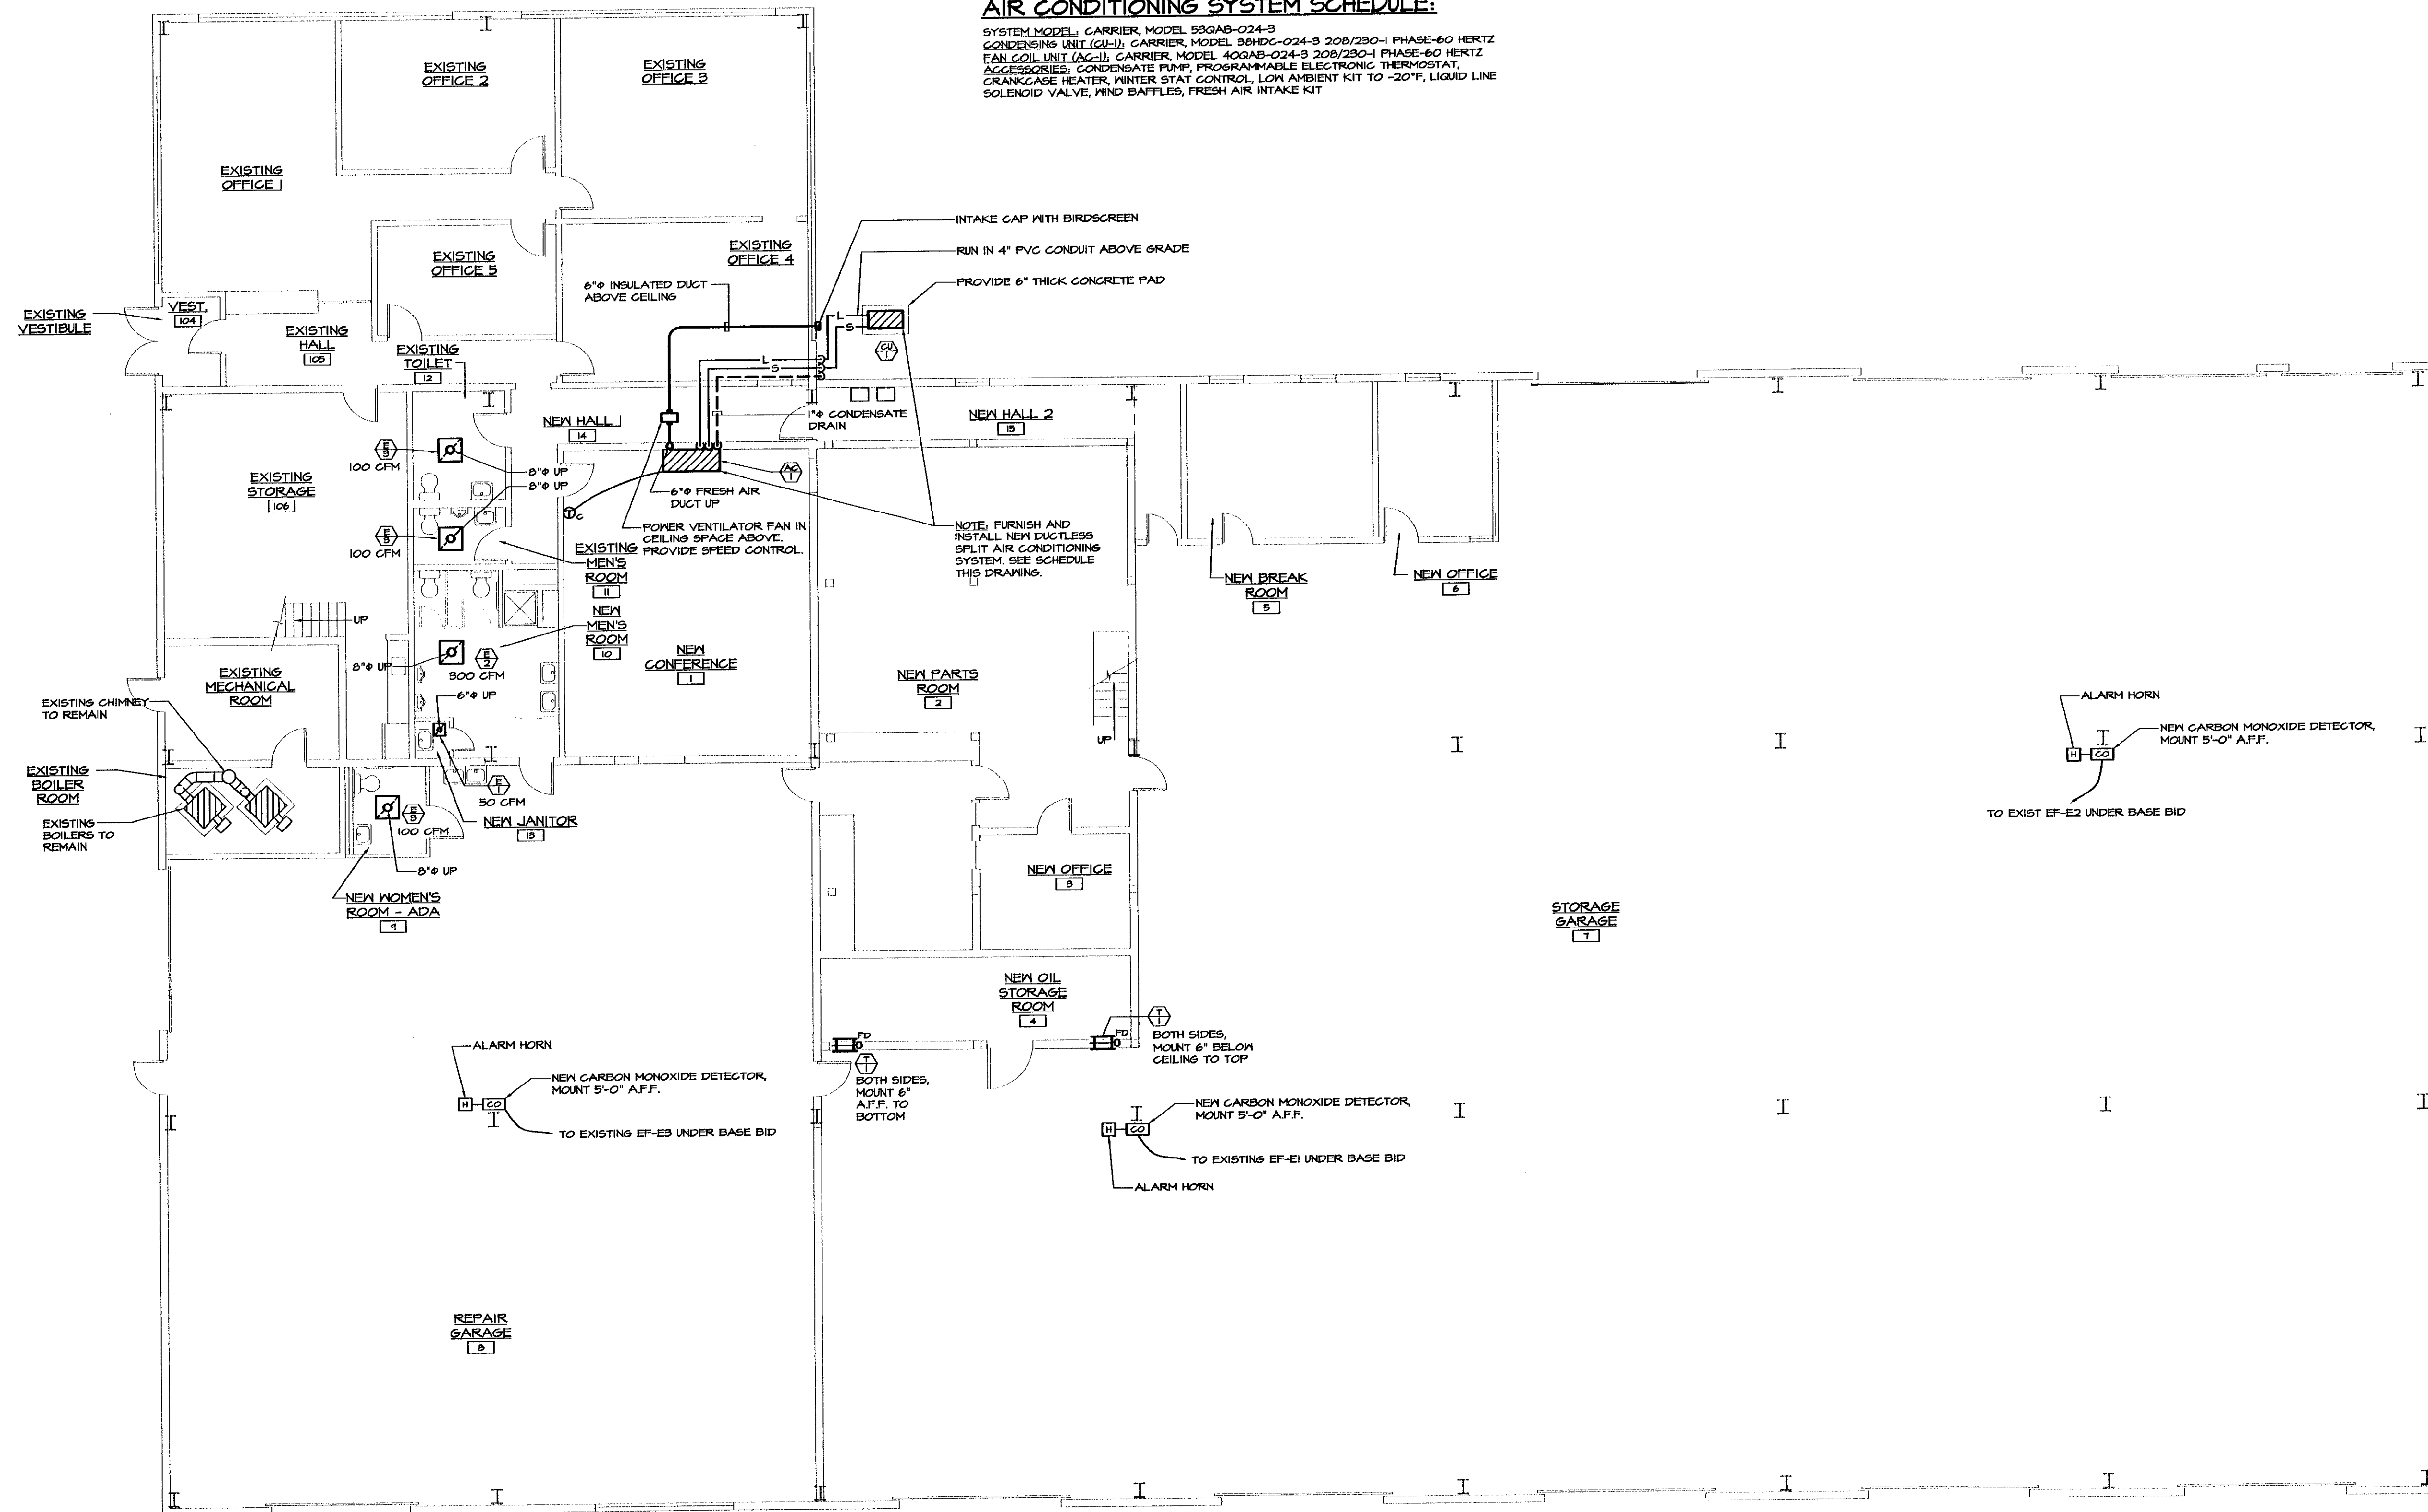 AIR CONDITIONING SYSTEM SCHEDULE:
SYSTEM MODEL: CARRIER, MODEL 53QAB-024-3
CONDENSING UNIT (CU-1): CARRIER, MODEL 38HDC-024-3 208/230-1 PHASE-60 HERTZ
FAN COIL UNIT (AC-1): CARRIER, MODEL 40QAB-024-3 208/230-1 PHASE-60 HERTZ
ACCESSORIES: CONDENSATE PUMP, PROGRAMMABLE ELECTRONIC THERMOSTAT,
CRANKCASE HEATER, WINTER STAT CONTROL, LOW AMBIENT KIT TO -20°F, LIQUID LINE
SOLENOID VALVE, WIND BAFFLES, FRESH AIR INTAKE KIT
EXISTING
OFFICE 2
EXISTING
OFFICE 3
EXISTING
OFFICE 1
EXISTING
OFFICE 5
EXISTING
OFFICE 4
INTAKE CAP WITH BIRDSCREEN
RUN IN 4" PVC CONDUIT ABOVE GRADE
PROVIDE 6" THICK CONCRETE PAD
6"Φ INSULATED DUCT
ABOVE CEILING
L
S
CU
1
EXISTING
VESTIBULE
VEST.
104
EXISTING
HALL
105
EXISTING
TOILET
12
L
S
1"Φ CONDENSATE
DRAIN
NEW HALL 1
14
NEW HALL 2
15
E
3
100 CFM
8"Φ UP
8"Φ UP
AC
1
6"Φ FRESH AIR
DUCT UP
EXISTING
STORAGE
106
E
3
100 CFM
T
C
POWER VENTILATOR FAN IN
CEILING SPACE ABOVE.
PROVIDE SPEED CONTROL.
NOTE: FURNISH AND
INSTALL NEW DUCTLESS
SPLIT AIR CONDITIONING
SYSTEM. SEE SCHEDULE
THIS DRAWING.
EXISTING
MEN'S
ROOM
11
NEW
MEN'S
ROOM
10
NEW BREAK
ROOM
5
NEW OFFICE
6
UP
8"Φ UP
E
2
300 CFM
6"Φ UP
NEW
CONFERENCE
1
NEW PARTS
ROOM
2
UP
EXISTING
MECHANICAL
ROOM
EXISTING CHIMNEY
TO REMAIN
EXISTING
BOILER
ROOM
EXISTING
BOILERS TO
REMAIN
E
1
50 CFM
E
3
100 CFM
NEW JANITOR
13
8"Φ UP
NEW WOMEN'S
ROOM - ADA
9
ALARM HORN
NEW CARBON MONOXIDE DETECTOR,
MOUNT 5'-0" A.F.F.
H
CO
TO EXIST EF-E2 UNDER BASE BID
NEW OFFICE
3
STORAGE
GARAGE
7
NEW OIL
STORAGE
ROOM
4
FD
T
1
BOTH SIDES,
MOUNT 6"
A.F.F. TO
BOTTOM
FD
T
1
BOTH SIDES,
MOUNT 6" BELOW
CEILING TO TOP
ALARM HORN
NEW CARBON MONOXIDE DETECTOR,
MOUNT 5'-0" A.F.F.
H
CO
TO EXISTING EF-E3 UNDER BASE BID
NEW CARBON MONOXIDE DETECTOR,
MOUNT 5'-0" A.F.F.
H
CO
TO EXISTING EF-E1 UNDER BASE BID
ALARM HORN
REPAIR
GARAGE
8